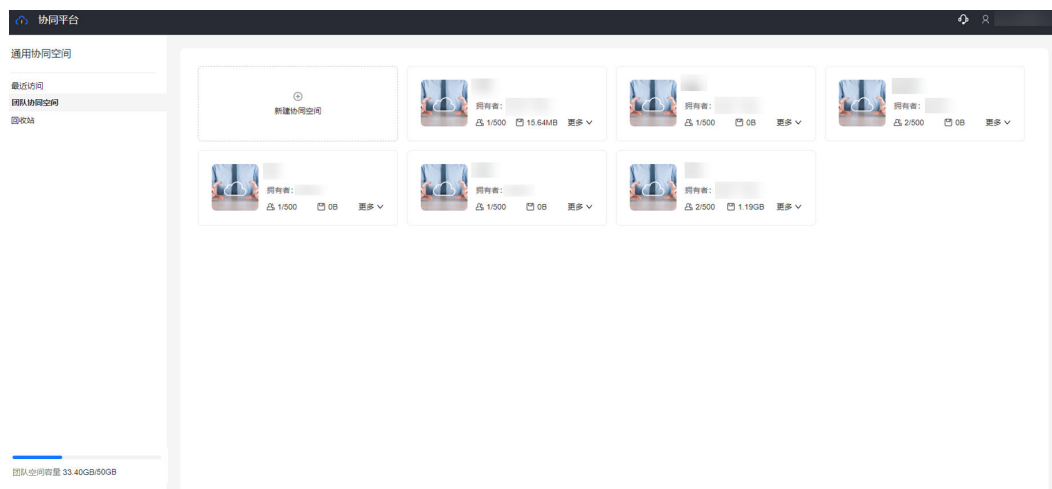 协同平台
通用协同空间
最近访问
团队协同空间
回收站
新建协同空间
拥有者：
1/500 15.64MB 更多
拥有者：
1/500 0B 更多
拥有者：
2/500 0B 更多
拥有者：
1/500 0B 更多
拥有者：
1/500 0B 更多
拥有者：
2/500 1.19GB 更多
团队空间容量 33.40GB/50GB